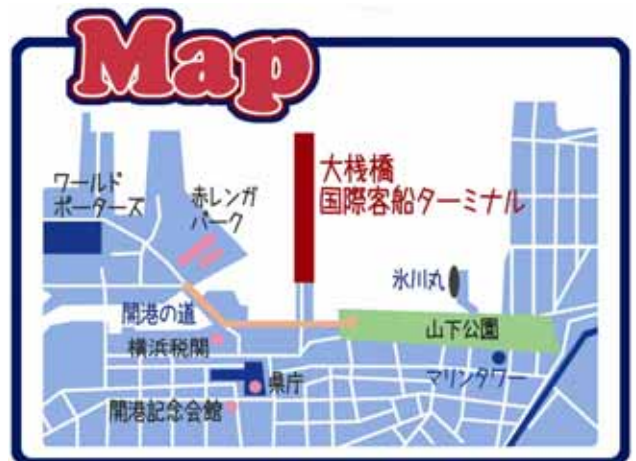 Map
大桟橋
国際客船ターミナル
ワールド
ポーターズ
赤レンガ
パーク
氷川丸
開港の道
山下公園
横浜税関
マリンタワー
県庁
開港記念会館